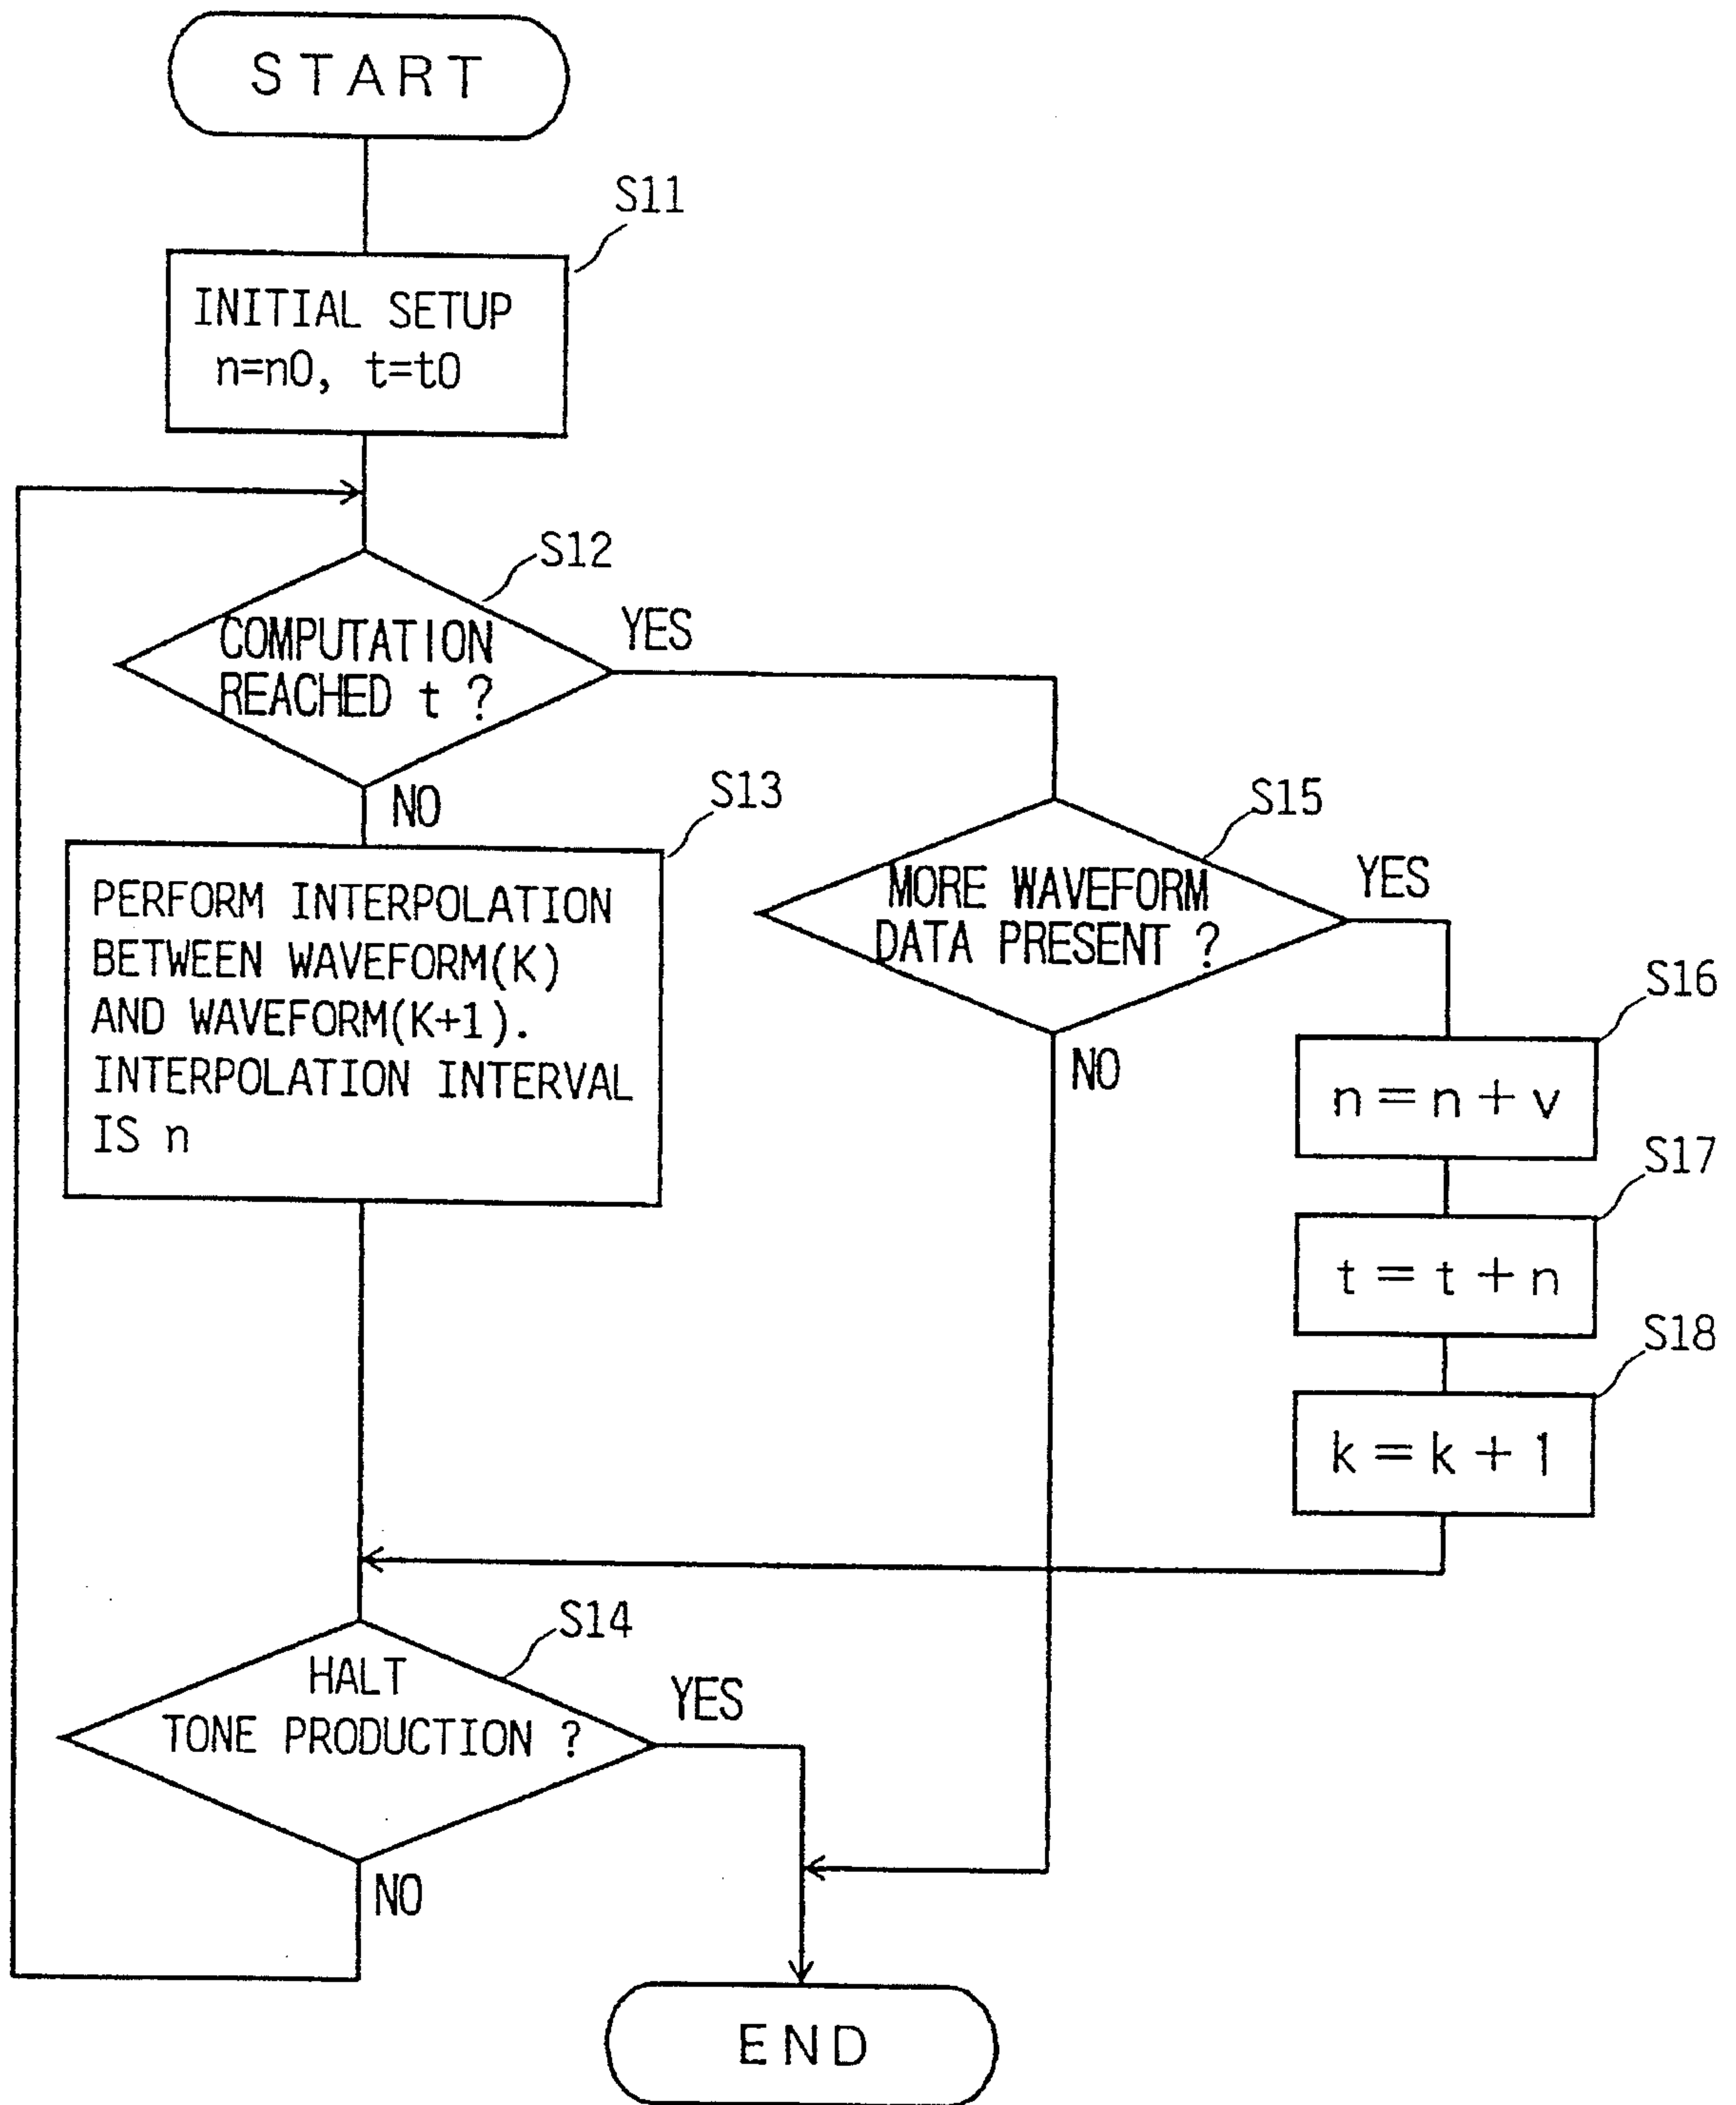 START
S11
INITIAL SETUP
n=n0, t=t0
S12
COMPUTATION
REACHED t ?
YES
NO
S13
PERFORM INTERPOLATION
BETWEEN WAVEFORM(K)
AND WAVEFORM(K+1).
INTERPOLATION INTERVAL
IS n
S15
MORE WAVEFORM
DATA PRESENT ?
YES
NO
S16
n = n + v
S17
t = t + n
S18
k = k + 1
S14
HALT
TONE PRODUCTION ?
YES
NO
END